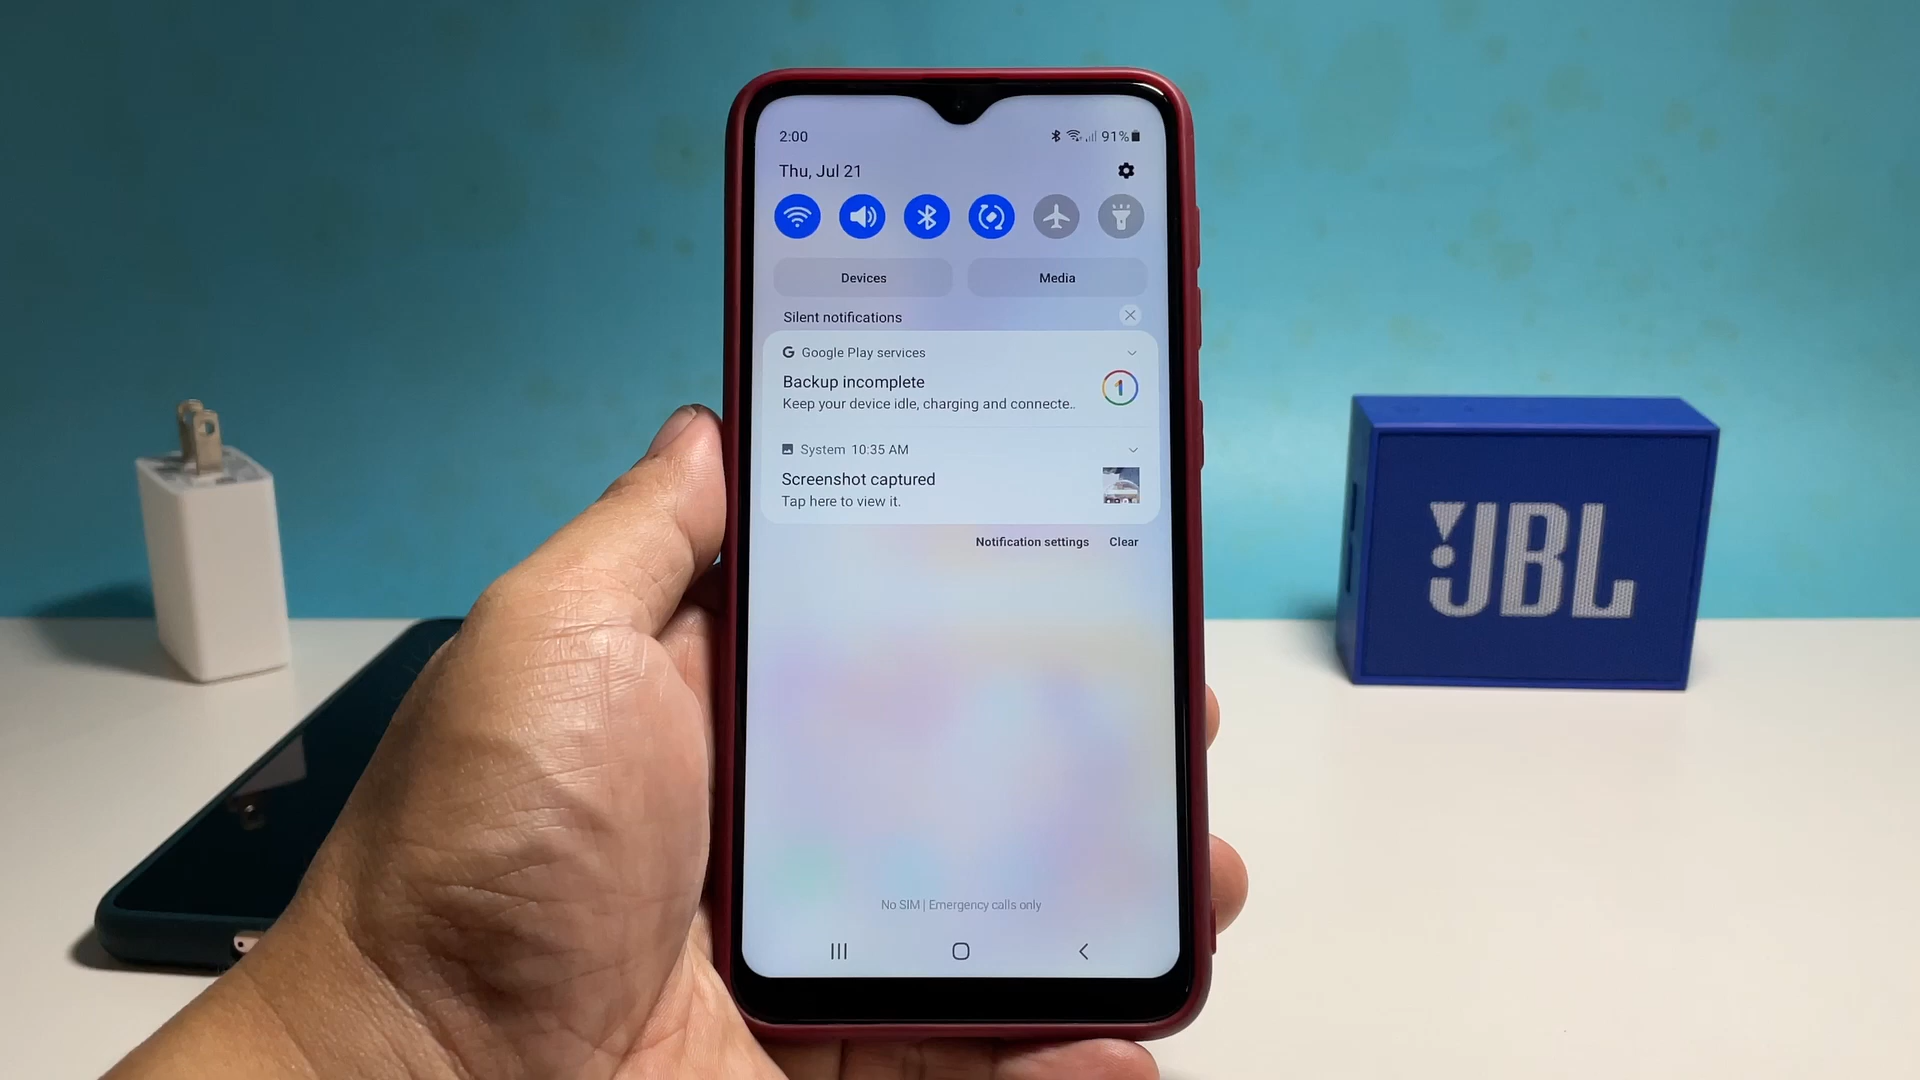 2:00
91%
Thu, Jul 21
Devices
Media
Silent notifications
Google Play services
Backup incomplete
Keep your device idle, charging and connecte..
1
System 10:35 AM
Screenshot captured
Tap here to view it.
Notification settings
Clear
No SIM | Emergency calls only
JBL